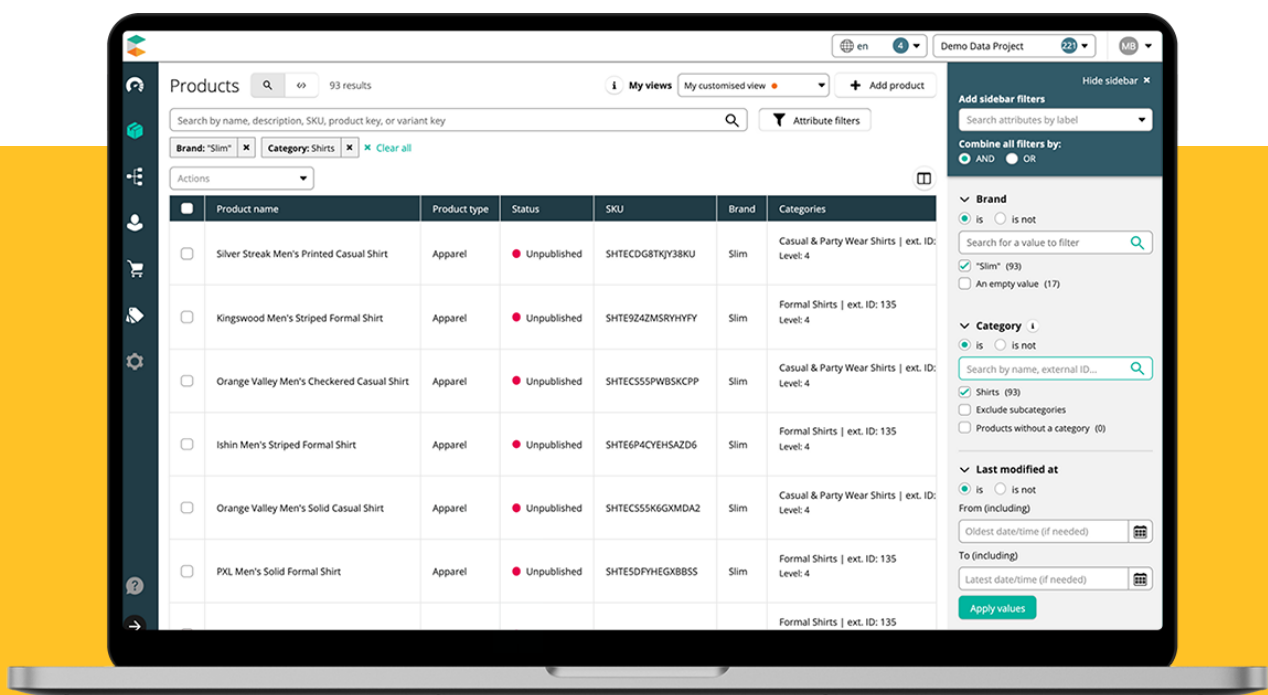 en 4
Demo Data Project 221
MB
Products
93 results
i My views My customised view
Add product
Search by name, description, SKU, product key, or variant key
Attribute filters
Brand: "Slim"
Category: Shirts
Clear all
Actions
Product name Product type Status SKU Brand Categories
Silver Streak Men's Printed Casual Shirt Apparel Unpublished SHTECDG8TKJY38KU Slim Casual & Party Wear Shirts | ext. ID:
Level: 4
Kingswood Men's Striped Formal Shirt Apparel Unpublished SHTE9Z4ZMSRYHYFY Slim Formal Shirts | ext. ID: 135
Level: 4
Orange Valley Men's Checkered Casual Shirt Apparel Unpublished SHTECS55PWBSKCPP Slim Casual & Party Wear Shirts | ext. ID:
Level: 4
Ishin Men's Striped Formal Shirt Apparel Unpublished SHTE6P4CYEHSAZD6 Slim Formal Shirts | ext. ID: 135
Level: 4
Orange Valley Men's Solid Casual Shirt Apparel Unpublished SHTECS55K6GXMDA2 Slim Casual & Party Wear Shirts | ext. ID:
Level: 4
PXL Men's Solid Formal Shirt Apparel Unpublished SHTE5DFYHEGXBBSS Slim Formal Shirts | ext. ID: 135
Level: 4
Formal Shirts | ext. ID: 135
Hide sidebar
Add sidebar filters
Search attributes by label
Combine all filters by:
AND OR
Brand
is is not
Search for a value to filter
"Slim" (93)
An empty value (17)
Category i
is is not
Search by name, external ID...
Shirts (93)
Exclude subcategories
Products without a category (0)
Last modified at
is is not
From (including)
Oldest date/time (if needed)
To (including)
Latest date/time (if needed)
Apply values